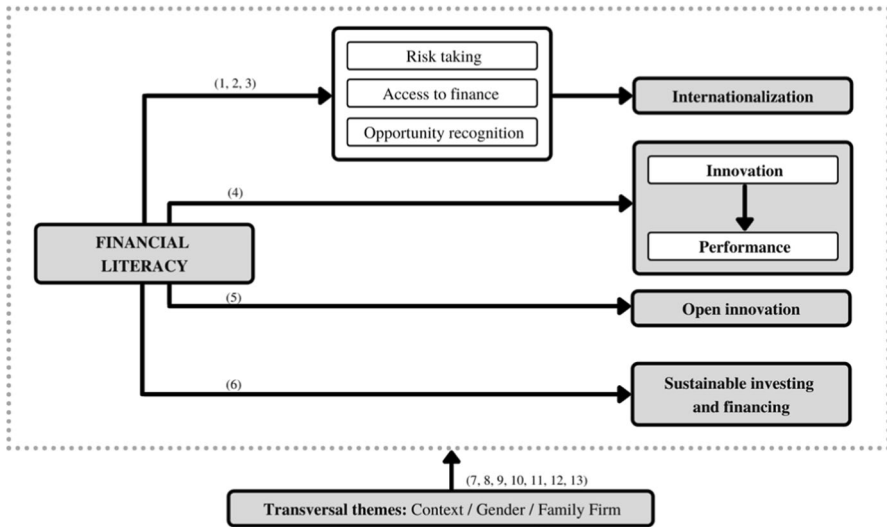 Risk taking
(1, 2, 3)
Access to finance
Internationalization
Opportunity recognition
Innovation
(4)
FINANCIAL
LITERACY
Performance
(5)
Open innovation
(6)
Sustainable investing
and financing
(7, 8, 9, 10, 11, 12, 13)
Transversal themes: Context / Gender / Family Firm